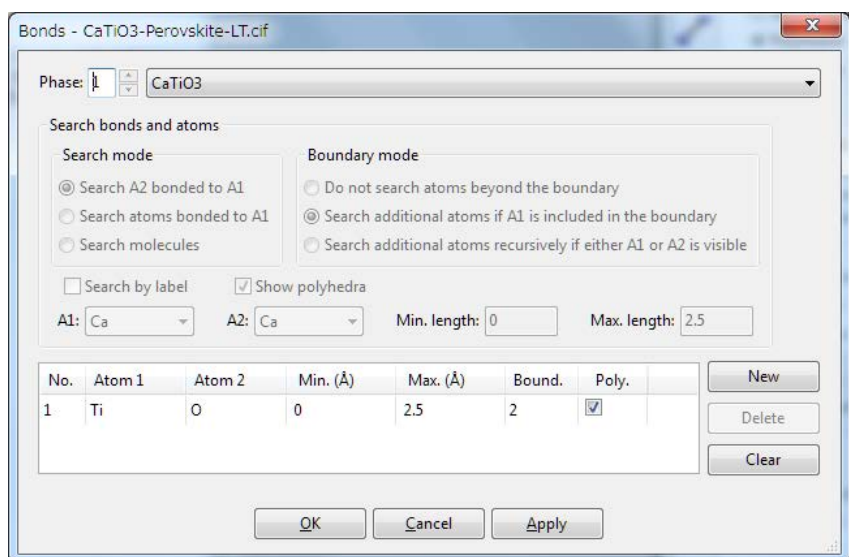 Bonds - CaTiO3-Perovskite-LT.cif
Phase: 1 CaTiO3
Search bonds and atoms
Search mode
Boundary mode
Search A2 bonded to A1
Do not search atoms beyond the boundary
Search atoms bonded to A1
Search additional atoms if A1 is included in the boundary
Search molecules
Search additional atoms recursively if either A1 or A2 is visible
Search by label
Show polyhedra
A1: Ca A2: Ca Min. length: 0 Max. length: 2.5
No. Atom 1 Atom 2 Min. (Å) Max. (Å) Bound. Poly.
1 Ti O 0 2.5 2
New
Delete
Clear
OK Cancel Apply